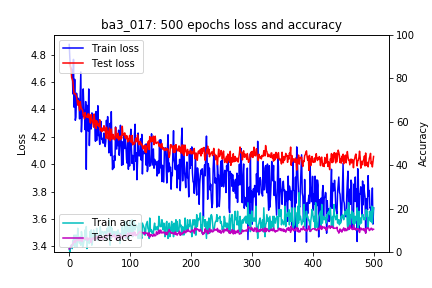 ba3_017: 500 epochs loss and accuracy
Train loss
Test loss
Train acc
Test acc
Loss
4.8
4.6
4.4
4.2
4.0
3.8
3.6
3.4
Accuracy
100
80
60
40
20
0
0
100
200
300
400
500